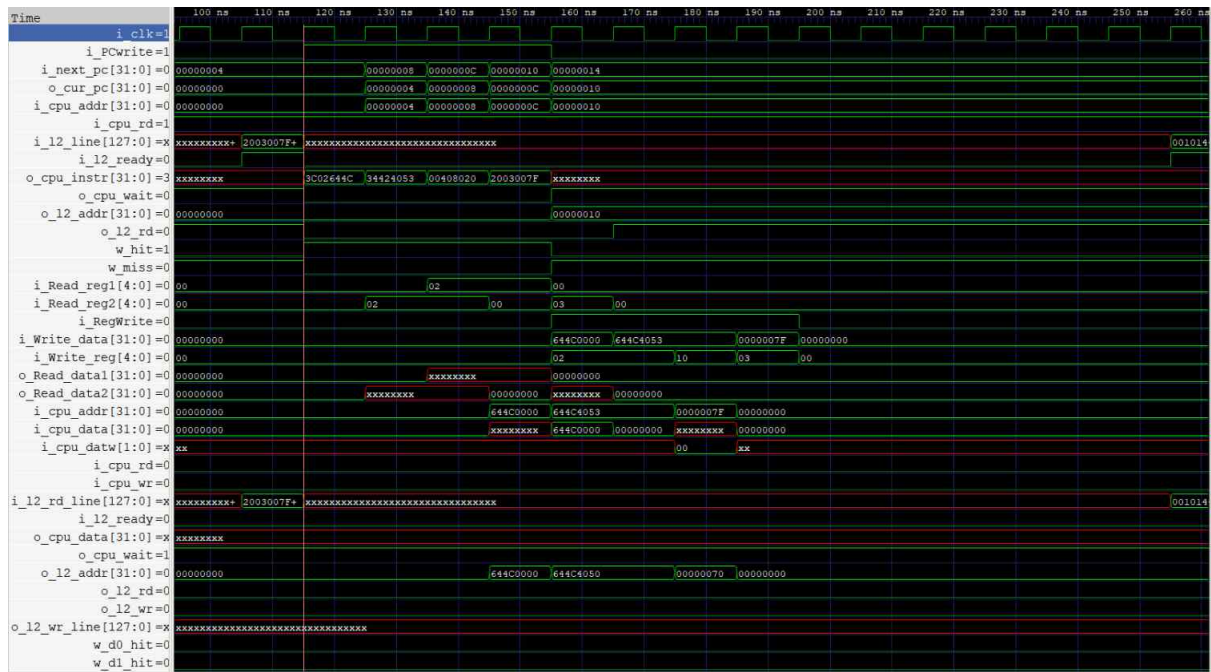 Time 100 ns 110 ns 120 ns 130 ns 140 ns 150 ns 160 ns 170 ns 180 ns 190 ns 200 ns 210 ns 220 ns 230 ns 240 ns 250 ns 260 ns
i_clk=1
i_PCwrite=1
i_next_pc[31:0]=0 00000004 00000008 0000000C 00000010 00000014
o_cur_pc[31:0]=0 00000000 00000004 00000008 0000000C 00000010
i_cpu_addr[31:0]=0 00000000 00000004 00000008 0000000C 00000010
i_cpu_rd=1
i_l2_line[127:0]=x xxxxxxxxx+ 2003007F+ xxxxxxxxxxxxxxxxxxxxxxxxxxxxxxxx 001014
i_l2_ready=0
o_cpu_instr[31:0]=3 xxxxxxxx 3C02644C 34424053 00408020 2003007F xxxxxxxx
o_cpu_wait=0
o_l2_addr[31:0]=0 00000000 00000010
o_l2_rd=0
w_hit=1
w_miss=0
i_Read_reg1[4:0]=0 00 02 00
i_Read_reg2[4:0]=0 00 02 00 03 00
i_RegWrite=0
i_Write_data[31:0]=0 00000000 644C0000 644C4053 0000007F 00000000
i_Write_reg[4:0]=0 00 02 10 03 00
o_Read_data1[31:0]=0 00000000 xxxxxxxx 00000000
o_Read_data2[31:0]=0 00000000 xxxxxxxx 00000000 xxxxxxxx 00000000
i_cpu_addr[31:0]=0 00000000 644C0000 644C4053 0000007F 00000000
i_cpu_data[31:0]=0 00000000 xxxxxxxx 644C0000 00000000 xxxxxxxx 00000000
i_cpu_datw[1:0]=x xx 00 xx
i_cpu_rd=0
i_cpu_wr=0
i_l2_rd_line[127:0]=x xxxxxxxxx+ 2003007F+ xxxxxxxxxxxxxxxxxxxxxxxxxxxxxxxx 001014
i_l2_ready=0
o_cpu_data[31:0]=x xxxxxxxx
o_cpu_wait=1
o_l2_addr[31:0]=0 00000000 644C0000 644C4050 00000070 00000000
o_l2_rd=0
o_l2_wr=0
o_l2_wr_line[127:0]=x xxxxxxxxxxxxxxxxxxxxxxxxxxxxxxxx
w_d0_hit=0
w_d1_hit=0